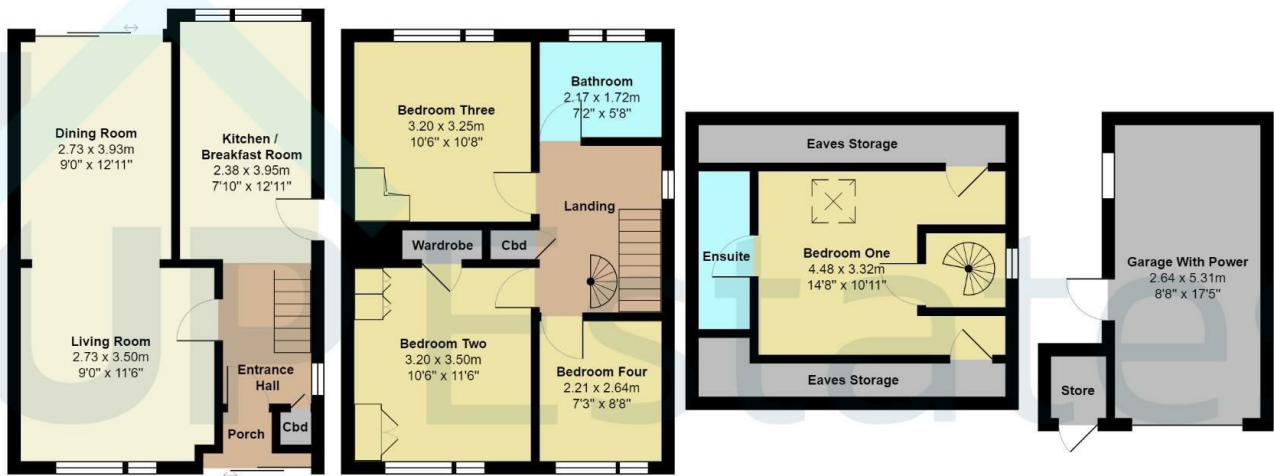 Dining Room
2.73 x 3.93m
9'0" x 12'11"
Kitchen /
Breakfast Room
2.38 x 3.95m
7'10" x 12'11"
Living Room
2.73 x 3.50m
9'0" x 11'6"
Entrance
Hall
Porch
Cbd
Bedroom Three
3.20 x 3.25m
10'6" x 10'8"
Bathroom
2.17 x 1.72m
7'2" x 5'8"
Landing
Wardrobe
Cbd
Bedroom Two
3.20 x 3.50m
10'6" x 11'6"
Bedroom Four
2.21 x 2.64m
7'3" x 8'8"
Eaves Storage
Ensuite
Bedroom One
4.48 x 3.32m
14'8" x 10'11"
Eaves Storage
Garage With Power
2.64 x 5.31m
8'8" x 17'5"
Store
UP Estates